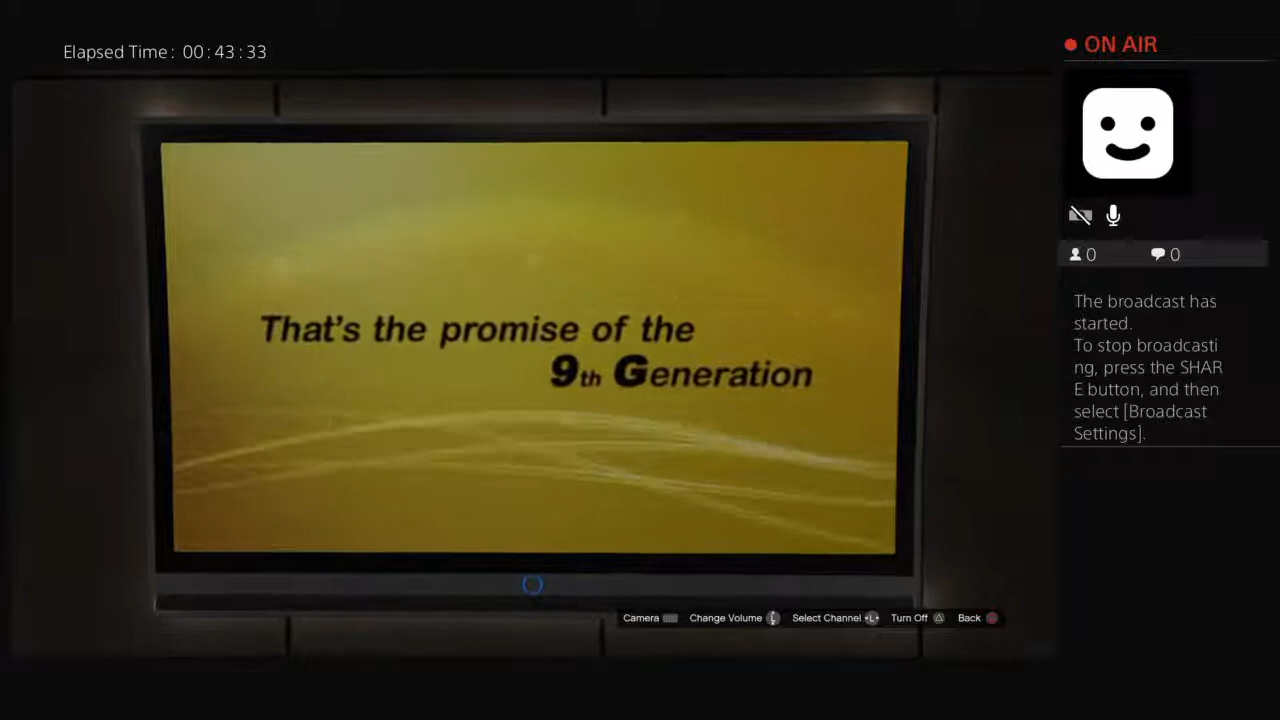 Elapsed Time: 00:43:33
ON AIR
That's the promise of the
9th Generation
0
0
The broadcast has
started.
To stop broadcasti
ng, press the SHAR
E button, and then
select [Broadcast
Settings].
Camera Change Volume L Select Channel L Turn Off Back